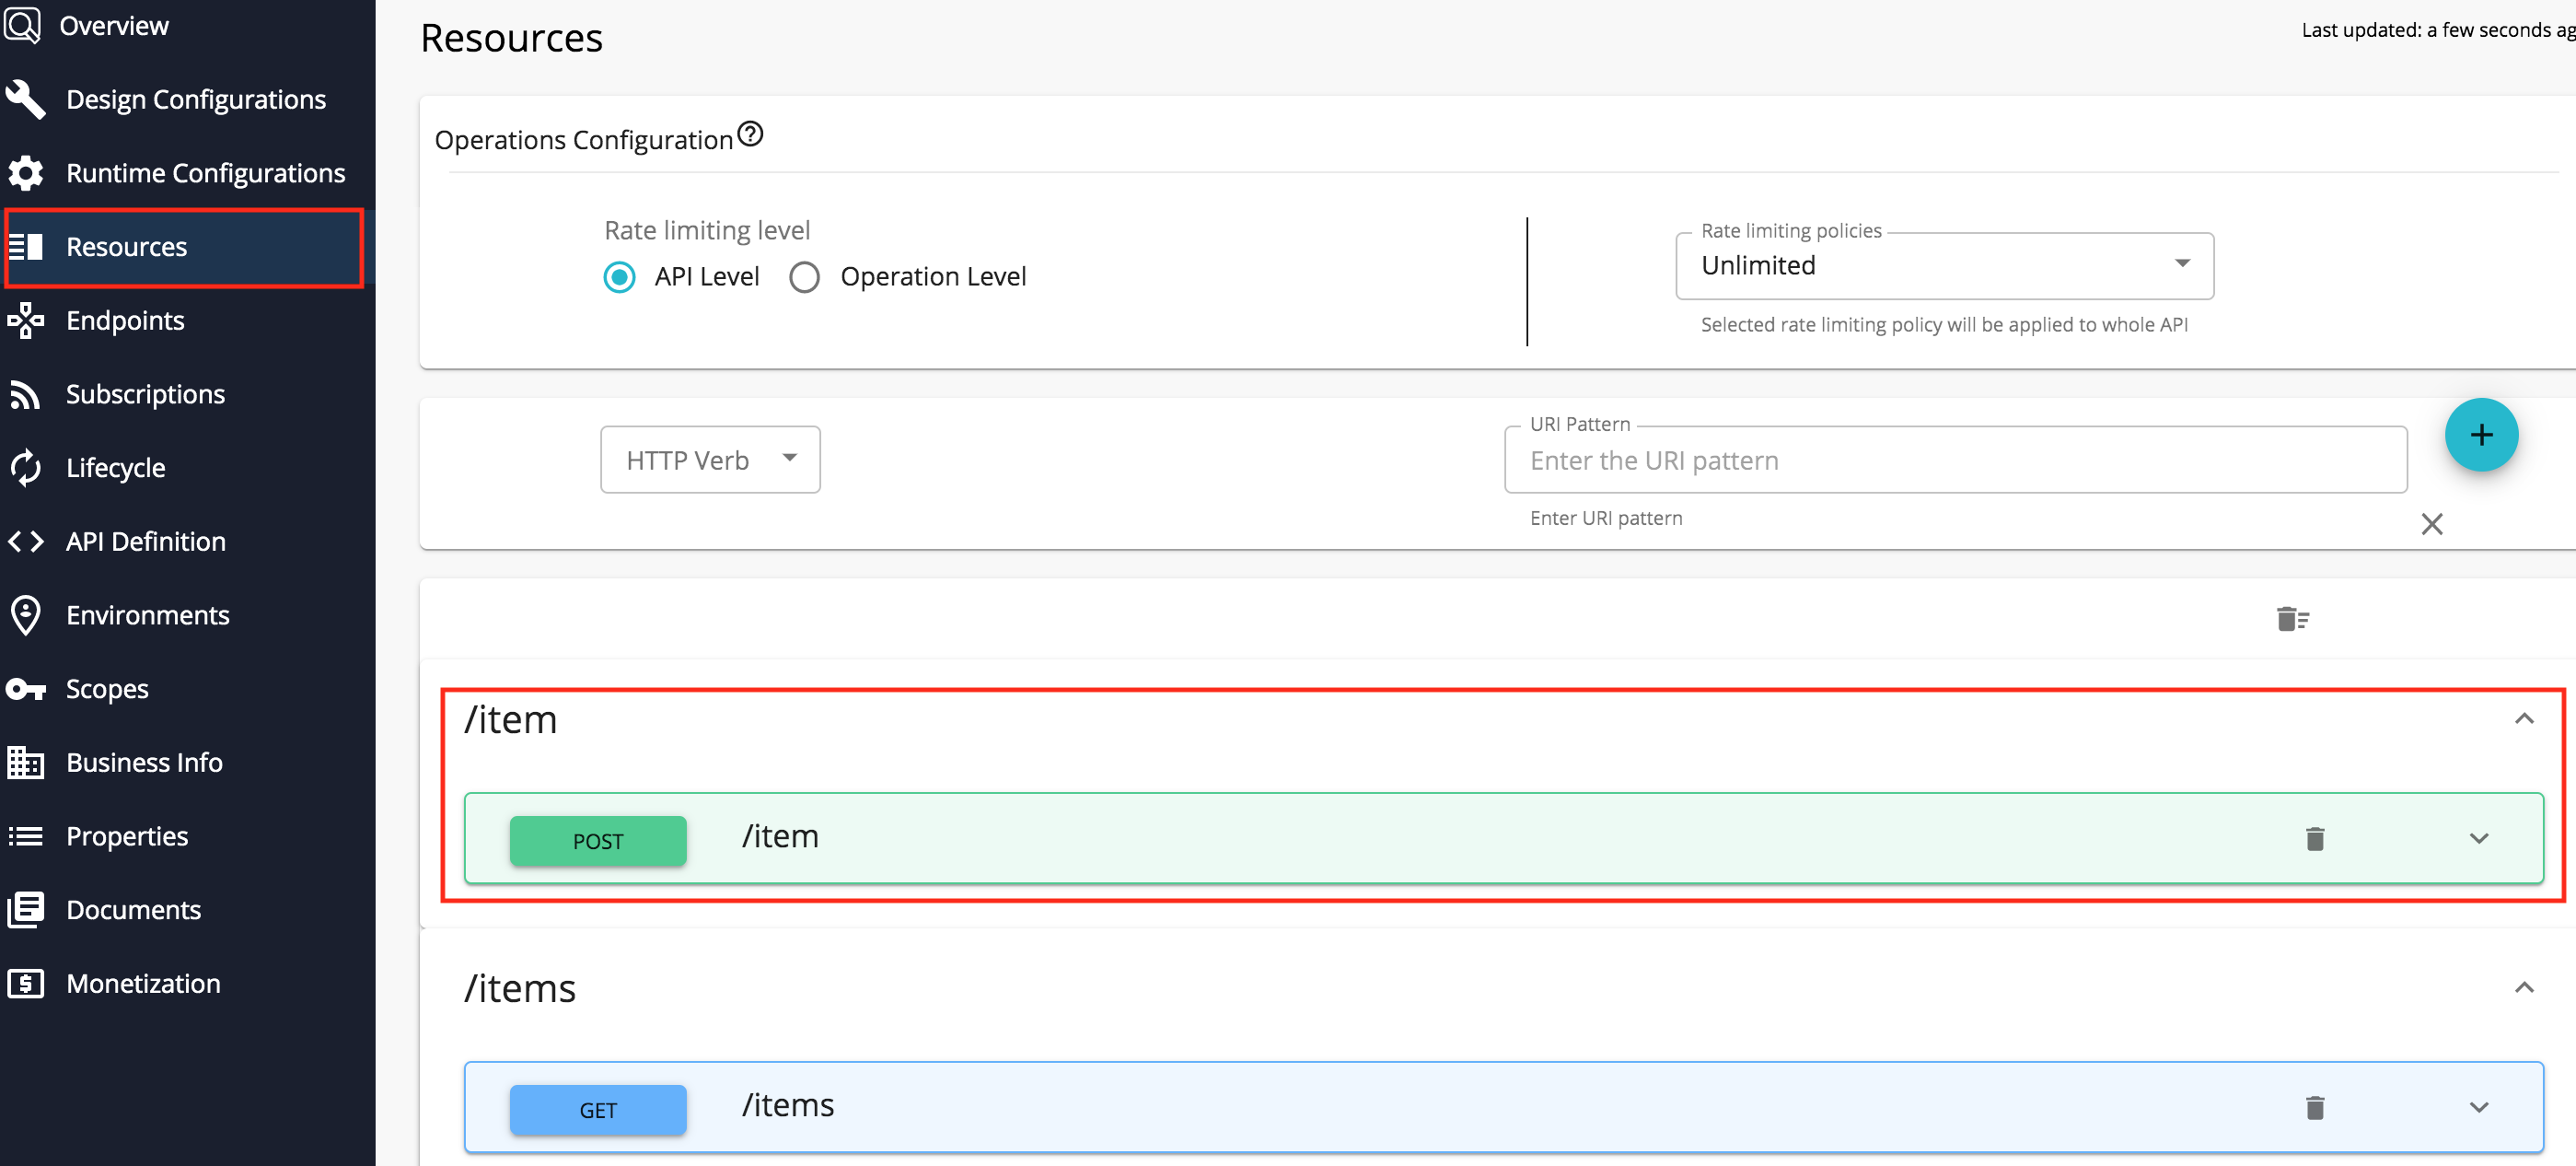 Overview
Design Configurations
Runtime Configurations
Resources
Endpoints
Subscriptions
Lifecycle
API Definition
Environments
Scopes
Business Info
Properties
Documents
Monetization
Resources
Last updated: a few seconds ag
Operations Configuration
Rate limiting level
API Level
Operation Level
Rate limiting policies
Unlimited
Selected rate limiting policy will be applied to whole API
HTTP Verb
URI Pattern
Enter the URI pattern
Enter URI pattern
/item
POST /item
/items
GET /items